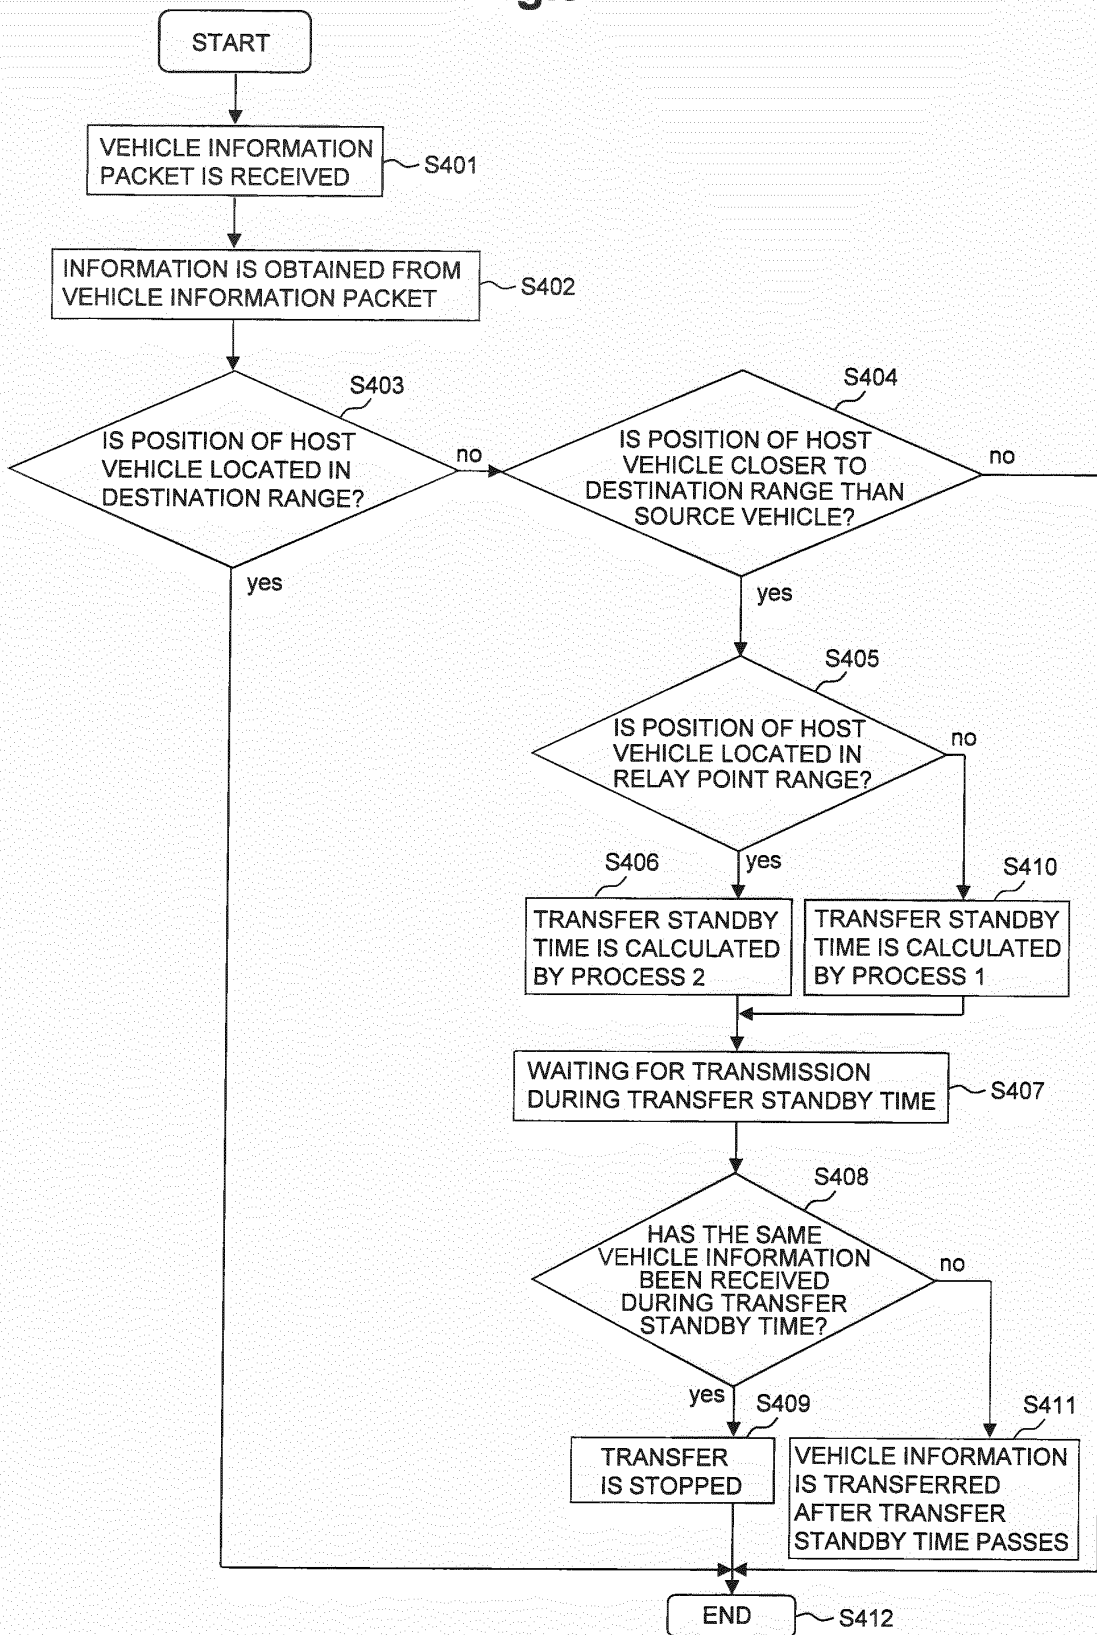 START
VEHICLE INFORMATION
PACKET IS RECEIVED
S401
INFORMATION IS OBTAINED FROM
VEHICLE INFORMATION PACKET
S402
S403
IS POSITION OF HOST
VEHICLE LOCATED IN
DESTINATION RANGE?
no
yes
S404
IS POSITION OF HOST
VEHICLE CLOSER TO
DESTINATION RANGE THAN
SOURCE VEHICLE?
no
yes
S405
IS POSITION OF HOST
VEHICLE LOCATED IN
RELAY POINT RANGE?
no
yes
S406
TRANSFER STANDBY
TIME IS CALCULATED
BY PROCESS 2
S410
TRANSFER STANDBY
TIME IS CALCULATED
BY PROCESS 1
WAITING FOR TRANSMISSION
DURING TRANSFER STANDBY TIME
S407
S408
HAS THE SAME
VEHICLE INFORMATION
BEEN RECEIVED
DURING TRANSFER
STANDBY TIME?
no
yes
S409
TRANSFER
IS STOPPED
S411
VEHICLE INFORMATION
IS TRANSFERRED
AFTER TRANSFER
STANDBY TIME PASSES
END
S412